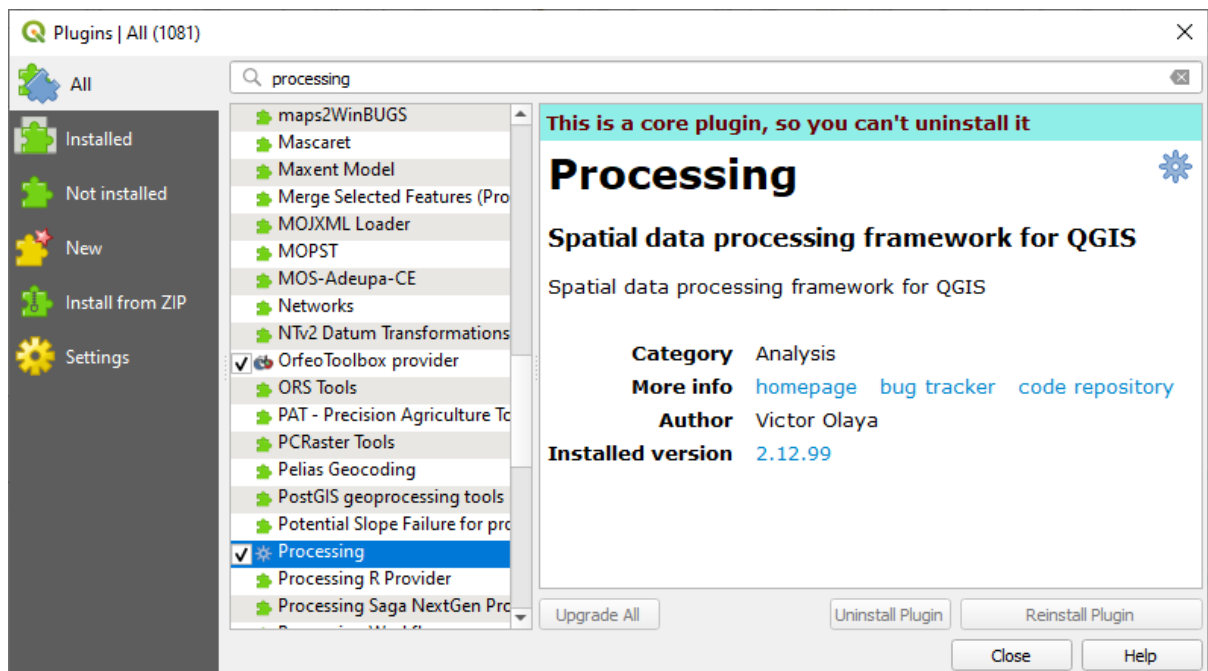 Plugins | All (1081)
All
Installed
Not installed
New
Install from ZIP
Settings
processing
maps2WinBUGS
Mascaret
Maxent Model
Merge Selected Features (Pro
MOJXML Loader
MOPST
MOS-Adeupa-CE
Networks
NTv2 Datum Transformations
OrfeoToolbox provider
ORS Tools
PAT - Precision Agriculture To
PCRaster Tools
Pelias Geocoding
PostGIS geoprocessing tools
Potential Slope Failure for pro
Processing
Processing R Provider
Processing Saga NextGen Pro
This is a core plugin, so you can't uninstall it
Processing
Spatial data processing framework for QGIS
Spatial data processing framework for QGIS
Category Analysis
More info homepage bug tracker code repository
Author Victor Olaya
Installed version 2.12.99
Upgrade All Uninstall Plugin Reinstall Plugin
Close Help